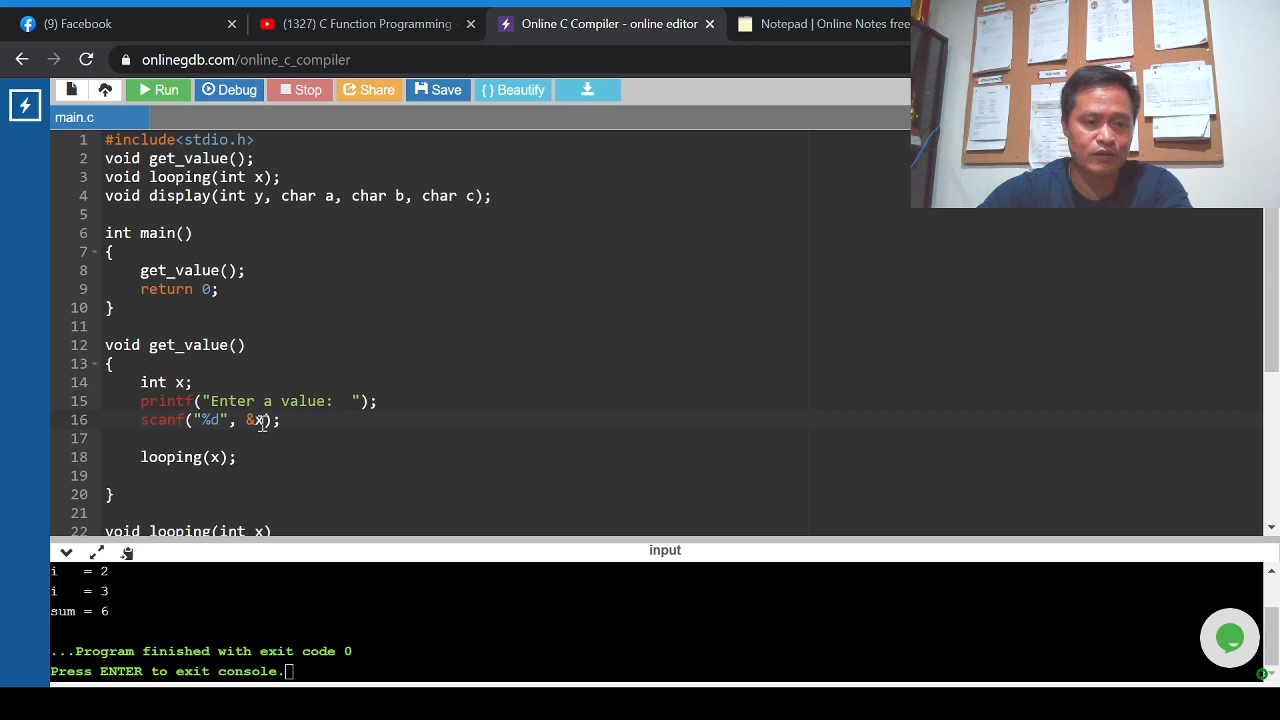 (9) Facebook
(1327) C Function Programming
Online C Compiler - online editor
Notepad | Online Notes free
onlinegdb.com/online_c_compiler
Run
Debug
Stop
Share
Save
{ } Beautify
main.c
1 #include<stdio.h>
2 void get_value();
3 void looping(int x);
4 void display(int y, char a, char b, char c);
5
6 int main()
7 {
8 get_value();
9 return 0;
10 }
11
12 void get_value()
13 {
14 int x;
15 printf("Enter a value:  ");
16 scanf("%d", &x);
17
18 looping(x);
19
20 }
21
22 void looping(int x)
input
i   = 2
i   = 3
sum = 6
...Program finished with exit code 0
Press ENTER to exit console.